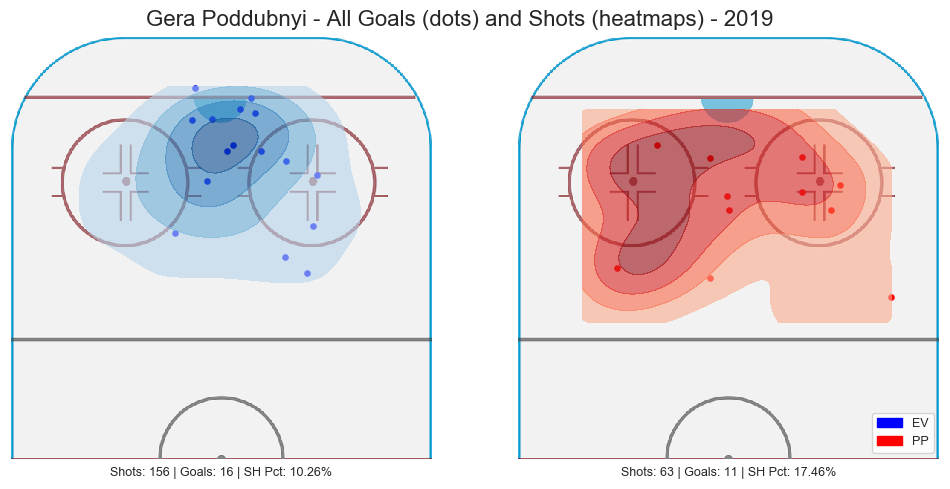 Gera Poddubnyi - All Goals (dots) and Shots (heatmaps) - 2019
EV
PP
Shots: 156 | Goals: 16 | SH Pct: 10.26%
Shots: 63 | Goals: 11 | SH Pct: 17.46%